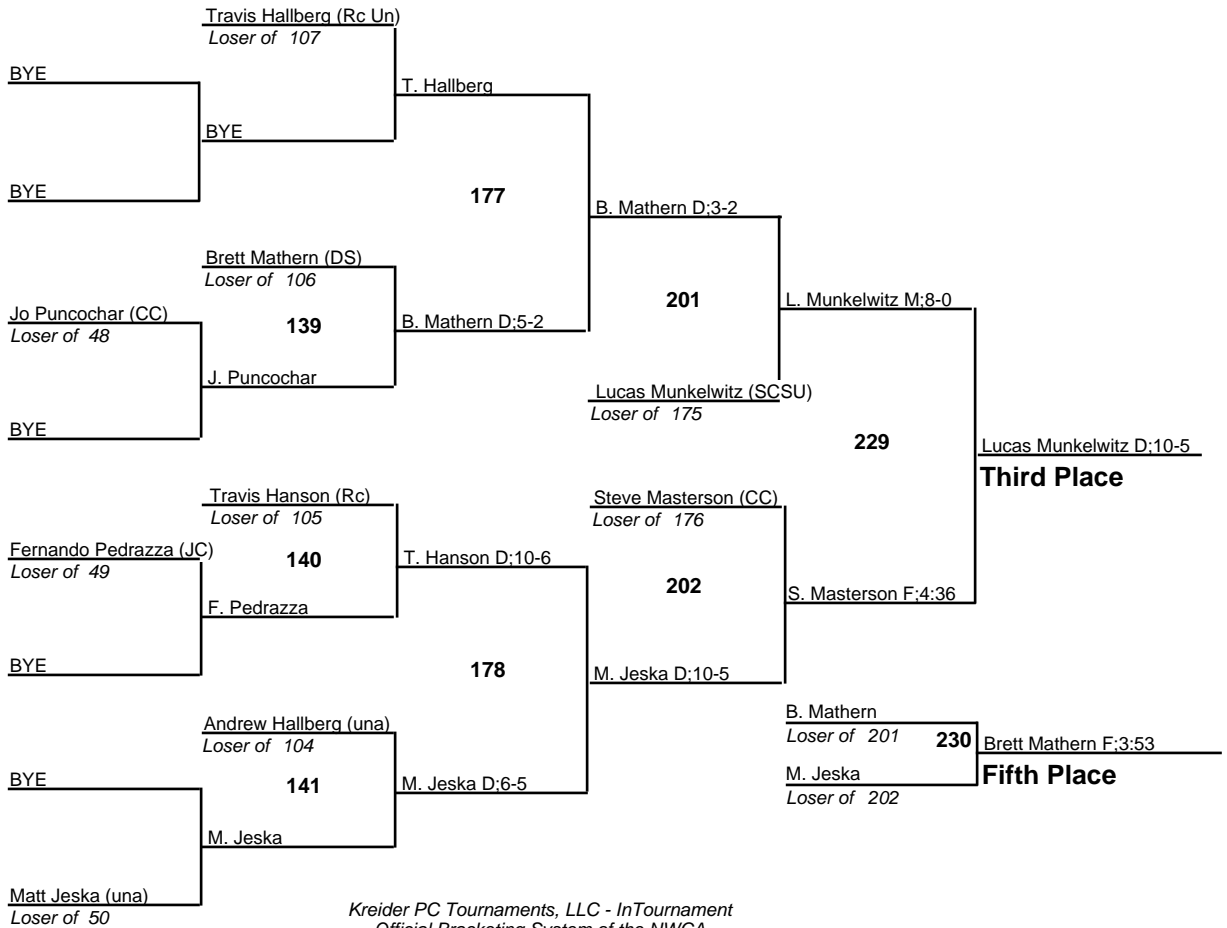 Travis Hallberg (Rc Un)
Loser of 107
BYE
T. Hallberg
BYE
BYE
177
B. Mathern D;3-2
Brett Mathern (DS)
Loser of 106
201
L. Munkelwitz M;8-0
Jo Puncochar (CC)
Loser of 48
139
B. Mathern D;5-2
J. Puncochar
Lucas Munkelwitz (SCSU)
Loser of 175
BYE
229
Lucas Munkelwitz D;10-5
Third Place
Travis Hanson (Rc)
Loser of 105
Steve Masterson (CC)
Loser of 176
Fernando Pedrazza (JC)
Loser of 49
140
T. Hanson D;10-6
202
S. Masterson F;4:36
F. Pedrazza
BYE
178
M. Jeska D;10-5
Andrew Hallberg (una)
Loser of 104
B. Mathern
Loser of 201
230
Brett Mathern F;3:53
Fifth Place
BYE
141
M. Jeska D;6-5
M. Jeska
Loser of 202
M. Jeska
Matt Jeska (una)
Loser of 50
Kreider PC Tournaments, LLC - InTournament
Official Bracketing System of the NWCA